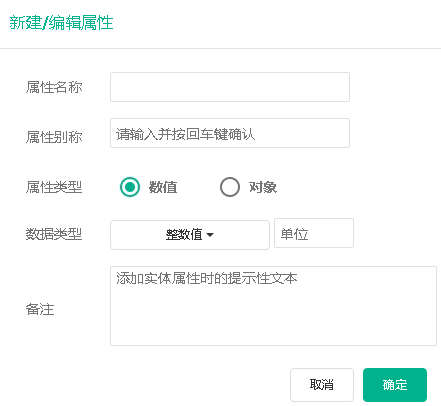 新建/编辑属性
属性名称
属性别称 请输入并按回车键确认
属性类型 数值 对象
数据类型 整数值 单位
添加实体属性时的提示性文本
备注
取消 确定